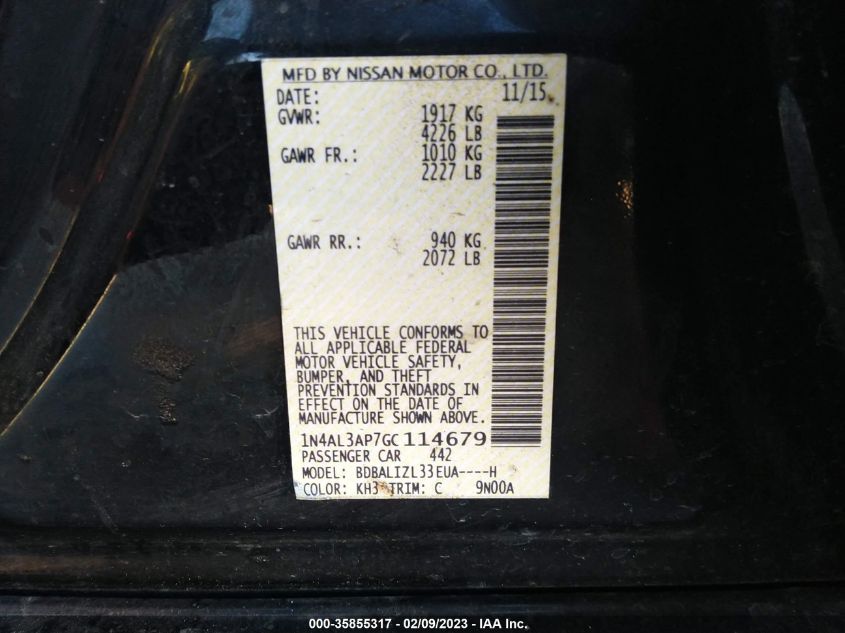 MFD BY NISSAN MOTOR CO., LTD.
DATE: 11/15
GVWR: 1917 KG
4226 LB
GAWR FR.: 1010 KG
2227 LB
GAWR RR.: 940 KG
2072 LB
THIS VEHICLE CONFORMS TO
ALL APPLICABLE FEDERAL
MOTOR VEHICLE SAFETY,
BUMPER, AND THEFT
PREVENTION STANDARDS IN
EFFECT ON THE DATE OF
MANUFACTURE SHOWN ABOVE.
1N4AL3AP7GC114679
PASSENGER CAR 442
MODEL: BDBALIZL33EUA----H
COLOR: KH3 TRIM: C 9N00A
000-35855317 - 02/09/2023 - IAA Inc.